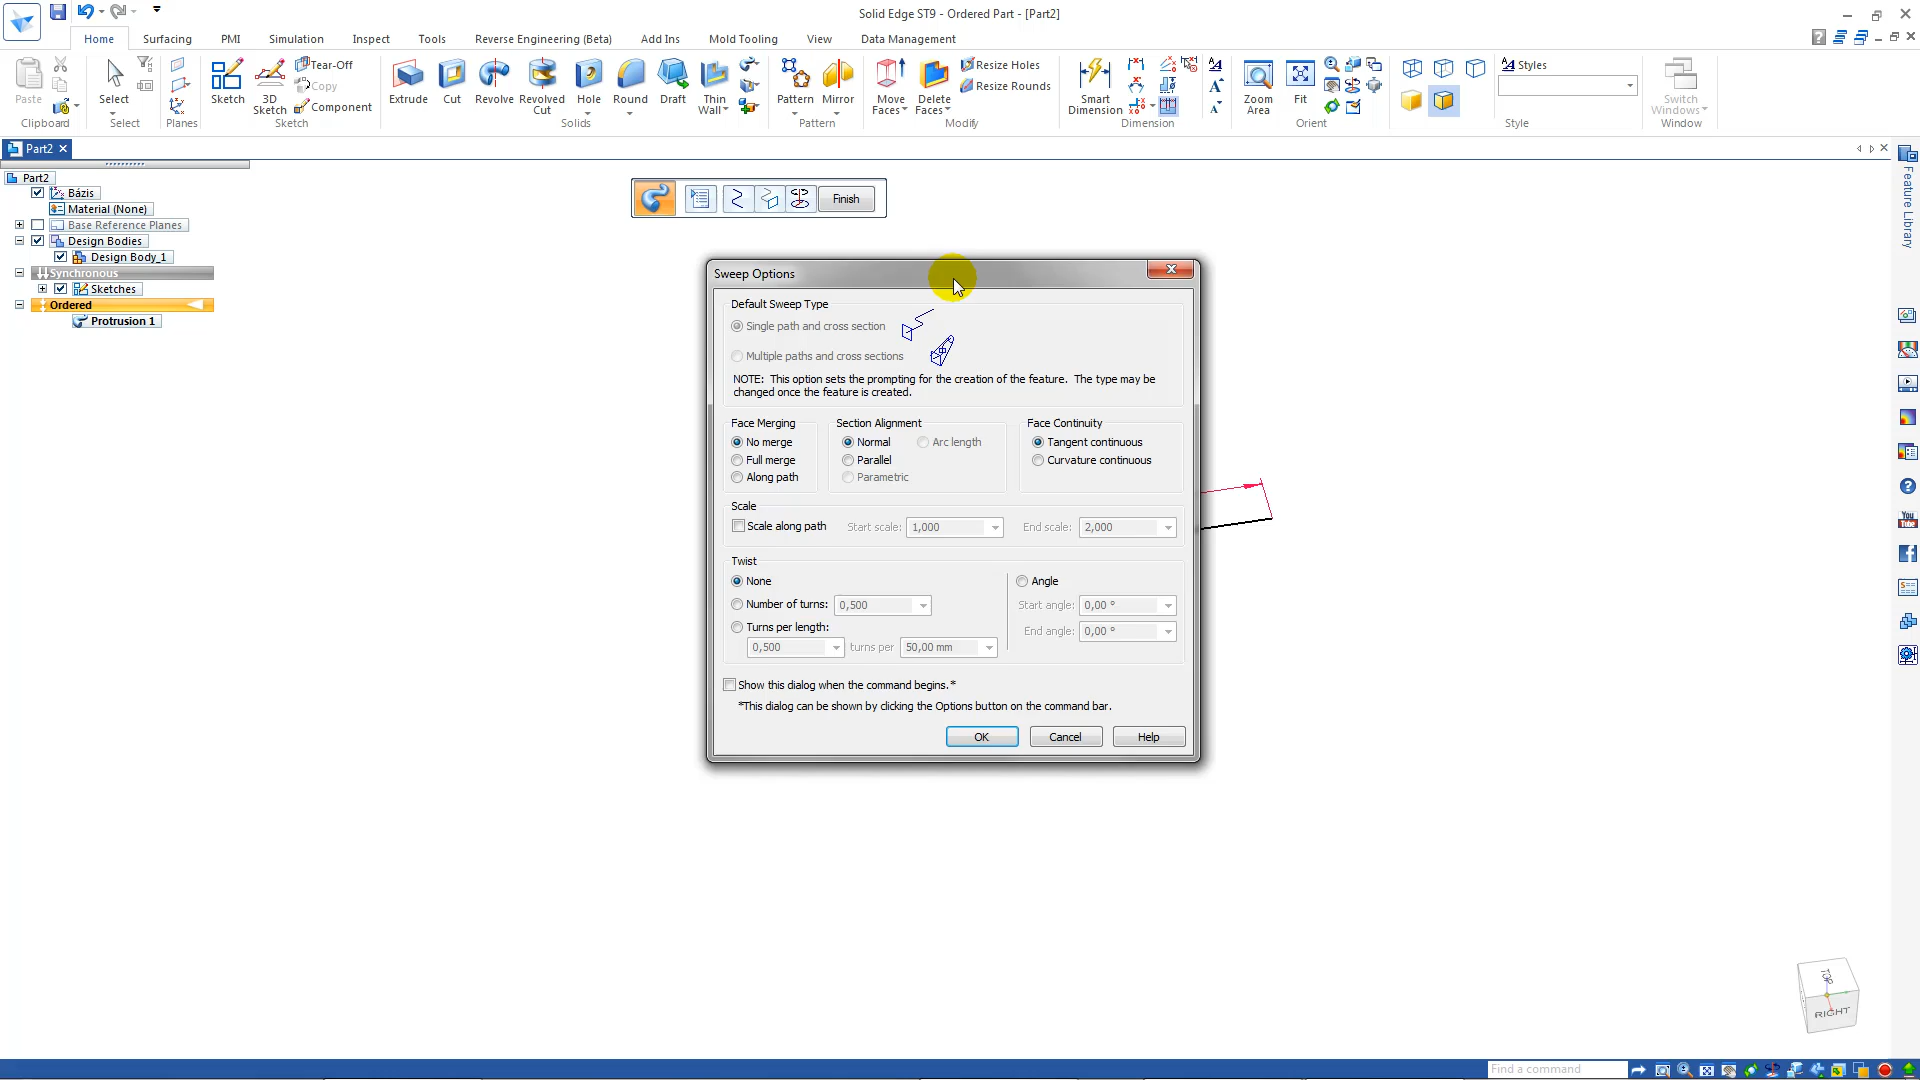 Solid Edge ST9 - Ordered Part - [Part2]
Home Surfacing PMI Simulation Inspect Tools Reverse Engineering (Beta) Add Ins Mold Tooling View Data Management
Paste
Clipboard
Select
Select
Planes
Sketch
3D Sketch
Tear-Off
Copy
Component
Sketch
Extrude
Cut
Revolve
Revolved Cut
Hole
Round
Draft
Thin Wall
Solids
Pattern
Mirror
Pattern
Move Faces
Delete Faces
Resize Holes
Resize Rounds
Modify
Smart Dimension
Dimension
Zoom Area
Fit
Orient
Styles
Style
Switch Windows
Window
Part2
Part2
Bázis
Material (None)
Base Reference Planes
Design Bodies
Design Body_1
Synchronous
Sketches
Ordered
Protrusion 1
Finish
Sweep Options
Default Sweep Type
Single path and cross section
Multiple paths and cross sections
NOTE: This option sets the prompting for the creation of the feature. The type may be
changed once the feature is created.
Face Merging
No merge
Full merge
Along path
Section Alignment
Normal
Arc length
Parallel
Parametric
Face Continuity
Tangent continuous
Curvature continuous
Scale
Scale along path
Start scale: 1,000
End scale: 2,000
Twist
None
Number of turns: 0,500
Turns per length:
0,500 turns per 50,00 mm
Angle
Start angle: 0,00 °
End angle: 0,00 °
Show this dialog when the command begins.*
*This dialog can be shown by clicking the Options button on the command bar.
OK Cancel Help
Feature Library
You
Tube
TOP
RIGHT
Find a command